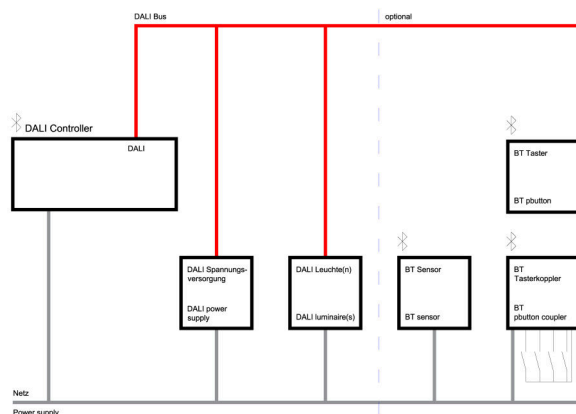 DALI Bus
optional
DALI Controller
DALI
BT Taster
BT pbutton
DALI Spannungs-
versorgung
DALI power
supply
DALI Leuchte(n)
DALI luminaire(s)
BT Sensor
BT sensor
BT
Tasterkoppler
BT
pbutton coupler
Netz
Power supply